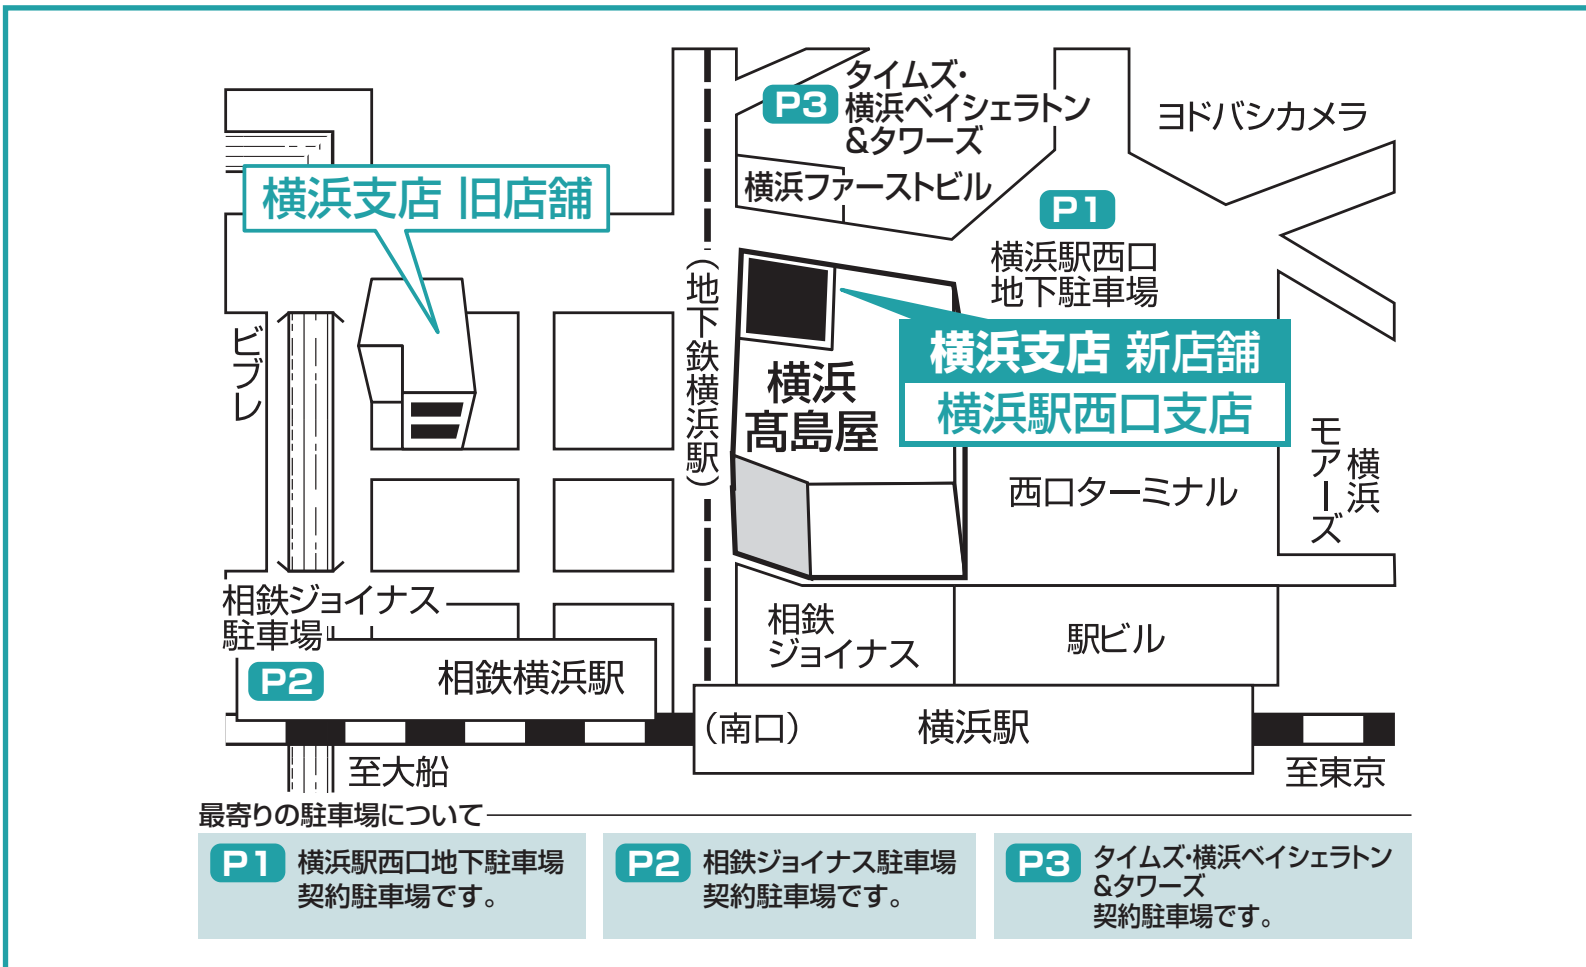 タイムズ・
P3 横浜ベイシェラトン
&タワーズ
ヨドバシカメラ
横浜支店 旧店舗
横浜ファーストビル
P1
横浜駅西口
地下駐車場
(地下鉄横浜駅)
ビブレ
横浜支店 新店舗
横浜駅西口支店
横浜
髙島屋
西口ターミナル
横浜
モアーズ
相鉄ジョイナス
駐車場
P2
相鉄横浜駅
相鉄
ジョイナス
駅ビル
(南口)
横浜駅
至大船
至東京
最寄りの駐車場について
P1 横浜駅西口地下駐車場
契約駐車場です。
P2 相鉄ジョイナス駐車場
契約駐車場です。
P3 タイムズ・横浜ベイシェラトン
&タワーズ
契約駐車場です。